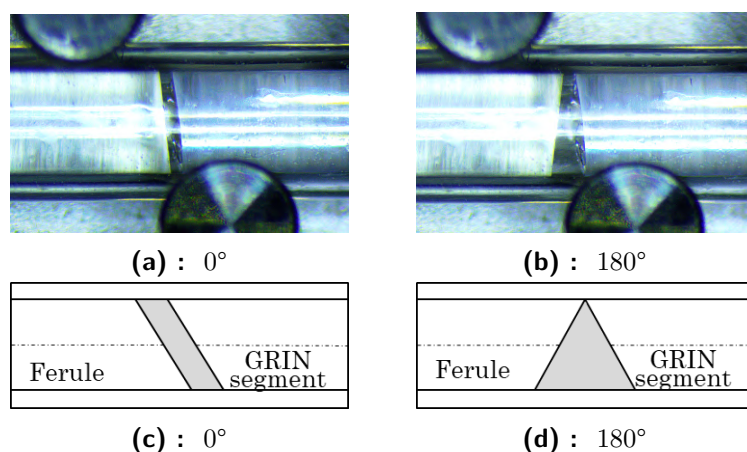 (a) : 0°
(b) : 180°
Ferule
GRIN
segment
Ferule
GRIN
segment
(c) : 0°
(d) : 180°